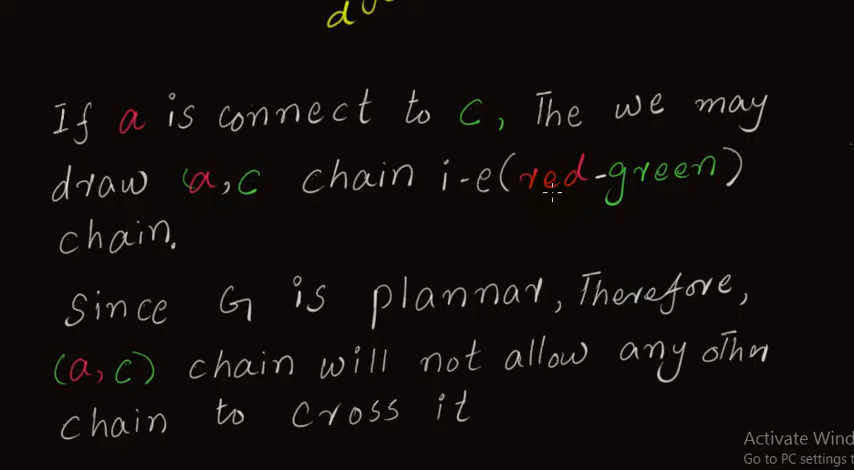 If a is connect to c, The we may
draw (a,c chain i-e(red-green)
chain.
Since G is plannar, Therefore,
(a,c) chain will not allow any other
chain to cross it
Activate Wind
Go to PC settings t